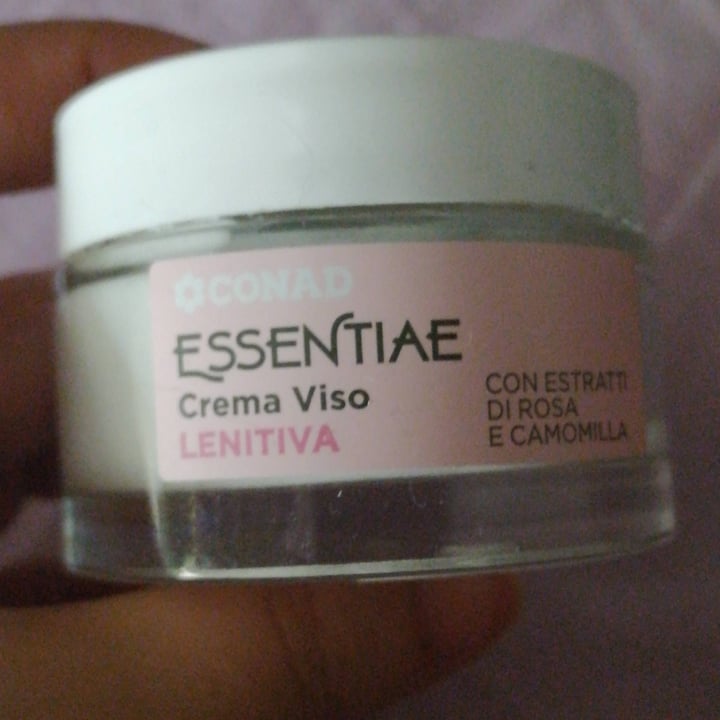 CONAD
ESSENTIAE
Crema Viso
LENITIVA
CON ESTRATTI
DI ROSA
E CAMOMILLA